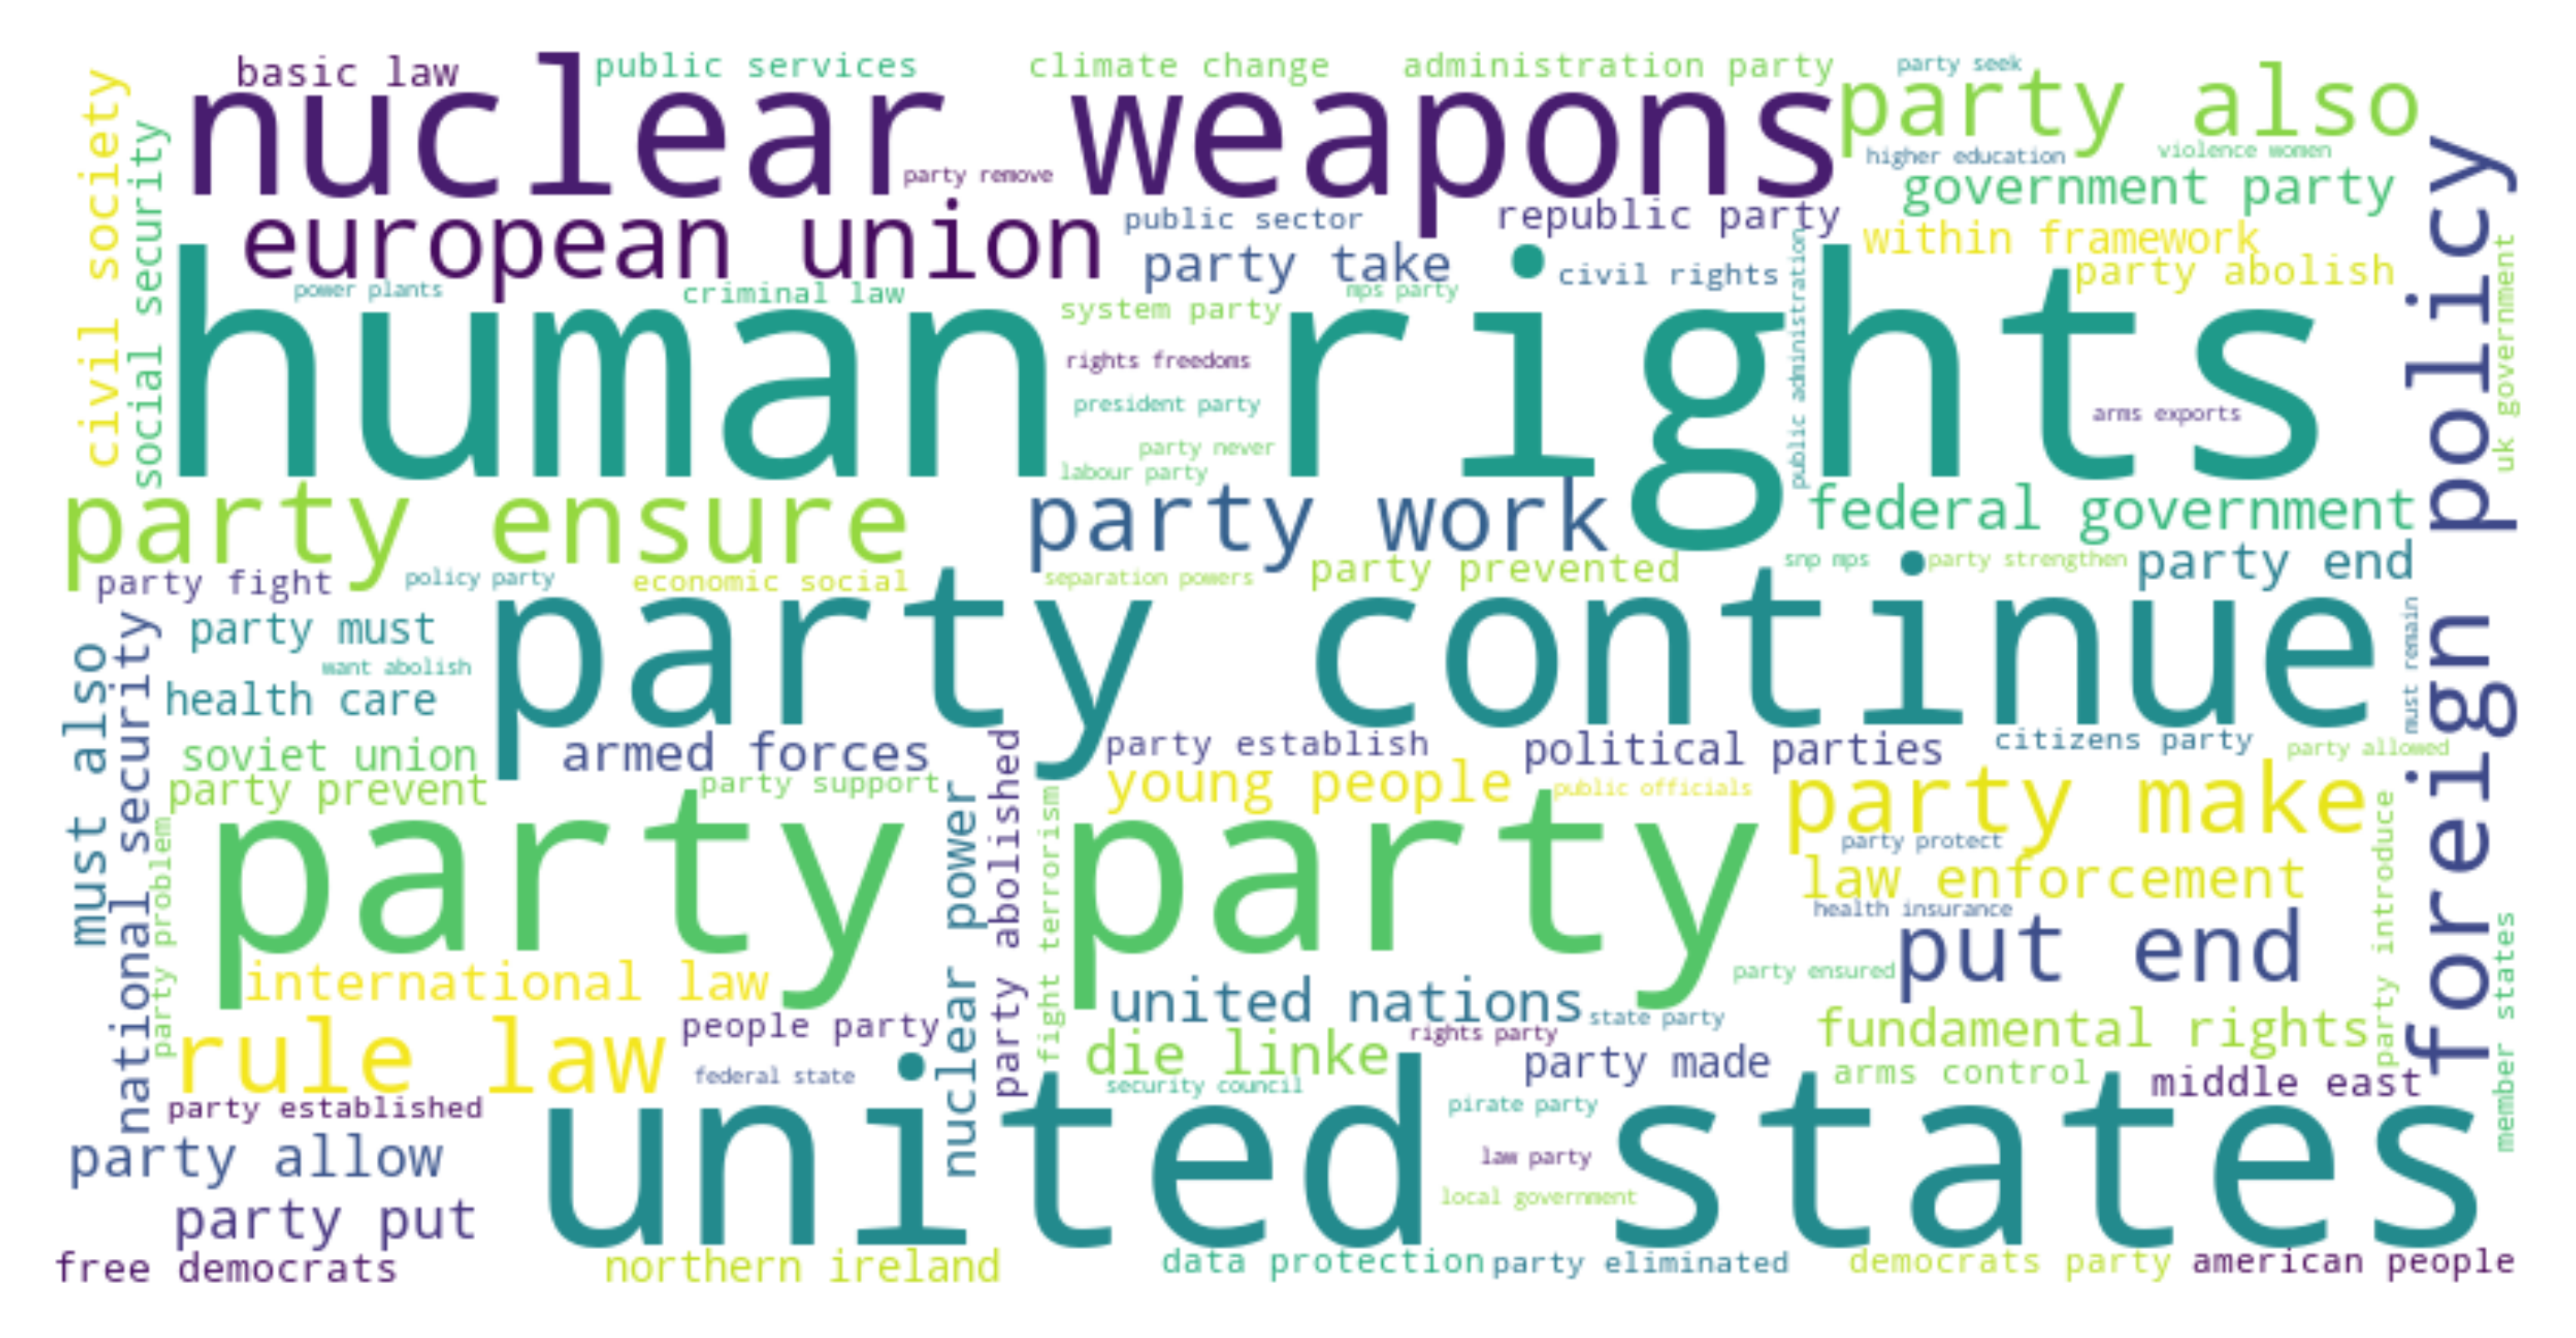 basic law
public services
climate change
administration party
party seek
nuclear weapons
party also
civil society
social security
party remove
higher education
violence women
government party
european union
public sector
republic party
party take
civil rights
within framework
party abolish
foreign policy
uk government
power plants
criminal law
system party
mps party
public administration
human rights
rights freedoms
president party
arms exports
party never
labour party
party ensure
party work
federal government
party fight
policy party
economic social
separation powers
party prevented
snp mps
party strengthen
party end
party must
party continue
must remain
want abolish
health care
must also
national security
soviet union
armed forces
party establish
political parties
citizens party
party allowed
party prevent
party support
young people
public officials
party make
party problem
party party
nuclear power
party abolished
fight terrorism
party protect
law enforcement
party introduce
health insurance
put end
member states
international law
united nations
party ensured
people party
rights party
state party
fundamental rights
rule law
die linke
party made
federal state
security council
arms control
middle east
party established
united states
pirate party
party allow
law party
local government
party put
free democrats
northern ireland
data protection
party eliminated
democrats party
american people